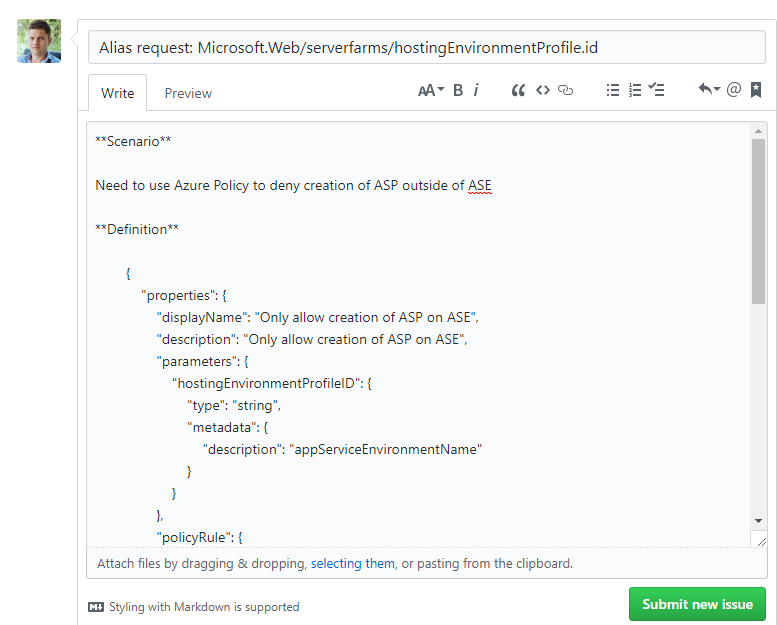 Alias request: Microsoft.Web/serverfarms/hostingEnvironmentProfile.id
Write Preview AA B i
**Scenario**
Need to use Azure Policy to deny creation of ASP outside of ASE
**Definition**
{
"properties": {
"displayName": "Only allow creation of ASP on ASE",
"description": "Only allow creation of ASP on ASE",
"parameters": {
"hostingEnvironmentProfileID": {
"type": "string",
"metadata": {
"description": "appServiceEnvironmentName"
}
}
},
"policyRule": {
Attach files by dragging & dropping, selecting them, or pasting from the clipboard.
Styling with Markdown is supported
Submit new issue